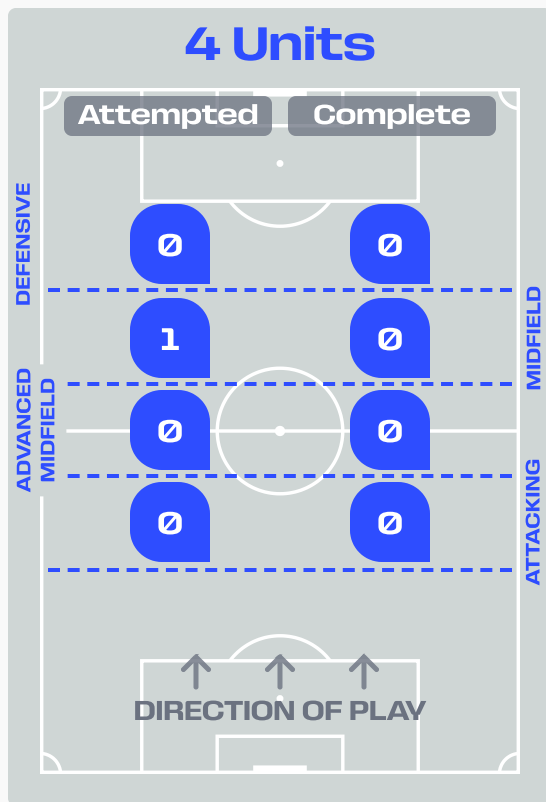 4 Units
Attempted Complete
DEFENSIVE
0 0
MIDFIELD
1 0
ADVANCED
MIDFIELD
0 0
ATTACKING
0 0
DIRECTION OF PLAY